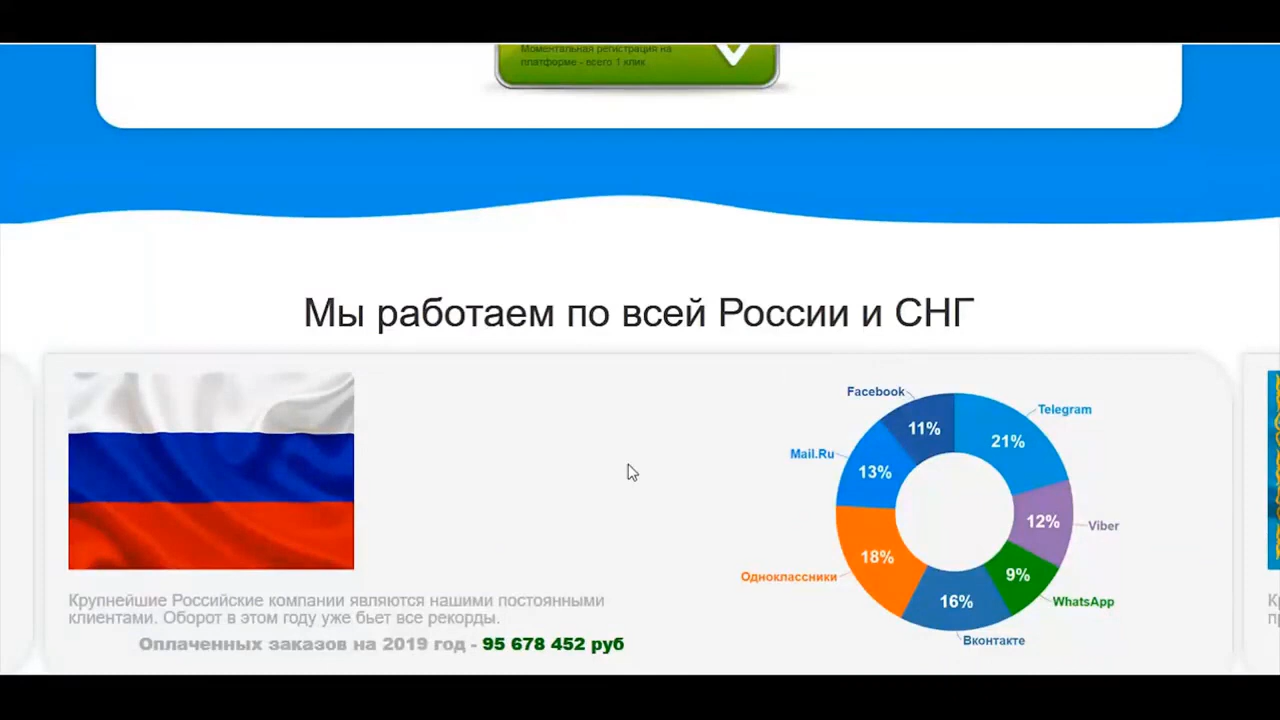 Моментальная регистрация на
платформе - всего 1 клик
Мы работаем по всей России и СНГ
Facebook
Telegram
11%
21%
Mail.Ru
13%
12%
Viber
18%
9%
Одноклассники
16%
WhatsApp
Вконтакте
Крупнейшие Российские компании являются нашими постоянными
клиентами. Оборот в этом году уже бьет все рекорды.
Оплаченных заказов на 2019 год - 95 678 452 руб